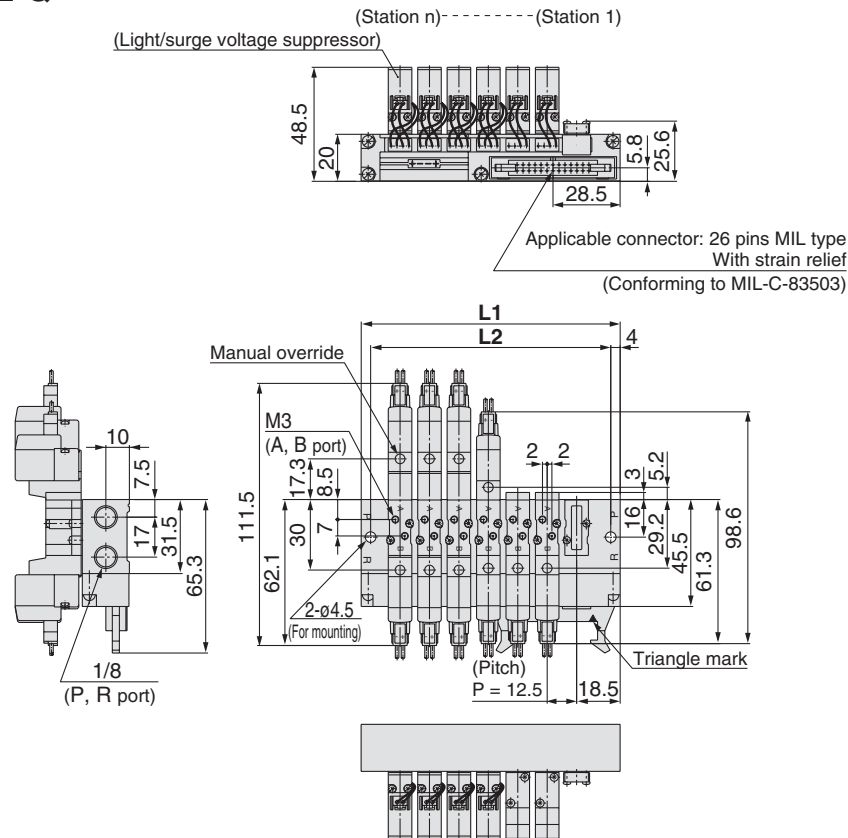 (Station n)- - - - - - - - -(Station 1)
(Light/surge voltage suppressor)
48.5
20
5.8
25.6
28.5
Applicable connector: 26 pins MIL type
With strain relief
(Conforming to MIL-C-83503)
L1
L2
4
Manual override
M3
(A, B port)
10
7.5
17
31.5
65.3
1/8
(P, R port)
111.5
62.1
17.3
8.5
30
7
2 2
3
5.2
16
29.2
45.5
61.3
98.6
P
R
R
A A A A A A
B B
2-ø4.5
(For mounting)
(Pitch)
P = 12.5
18.5
Triangle mark